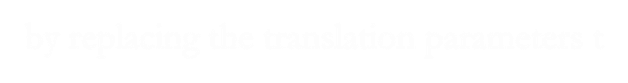 by replacing the translation parameters t